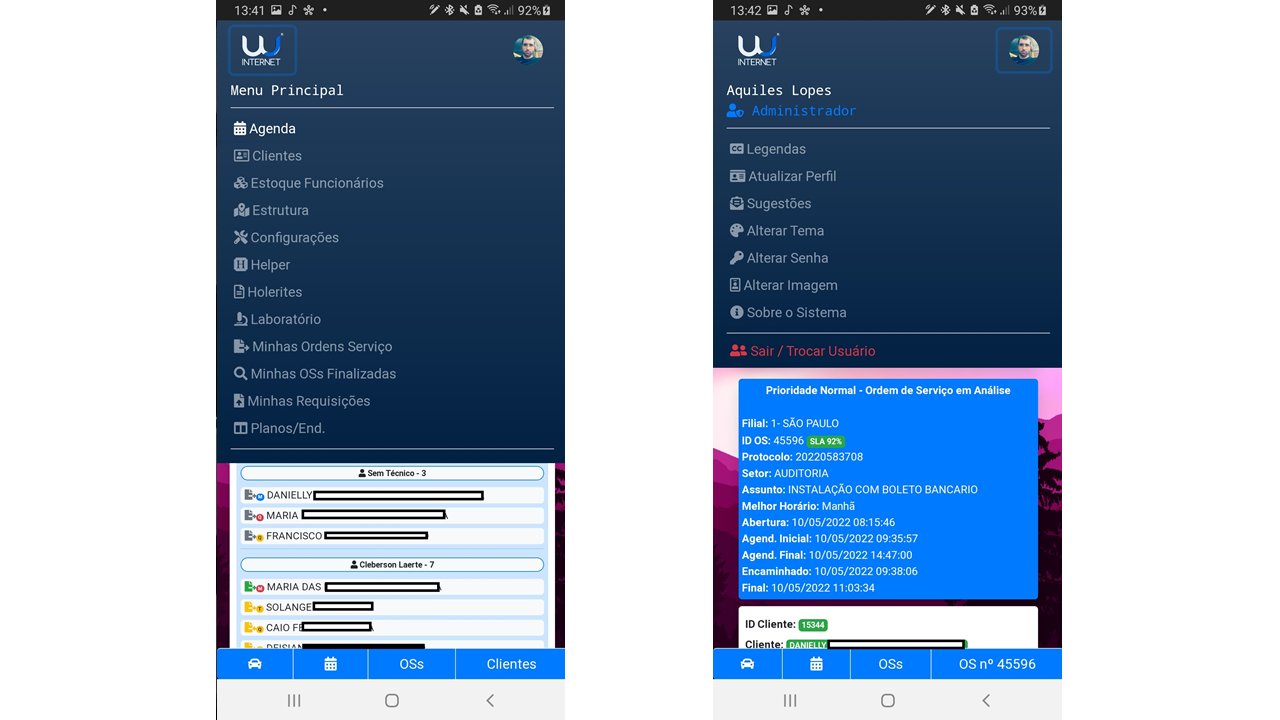 13:41
92%
W
INTERNET
Menu Principal
Agenda
Clientes
Estoque Funcionários
Estrutura
Configurações
Helper
Holerites
Laboratório
Minhas Ordens Serviço
Minhas OSs Finalizadas
Minhas Requisições
Planos/End.
Sem Técnico - 3
M DANIELLY
Q MARIA
Q FRANCISCO
Cleberson Laerte - 7
M MARIA DAS
T SOLANGE
Q CAIO
OSs
Clientes
13:42
93%
W
INTERNET
Aquiles Lopes
Administrador
CC Legendas
Atualizar Perfil
Sugestões
Alterar Tema
Alterar Senha
Alterar Imagem
Sobre o Sistema
Sair / Trocar Usuário
Prioridade Normal - Ordem de Serviço em Análise
Filial: 1- SÃO PAULO
ID OS: 45596 SLA 92%
Protocolo: 20220583708
Setor: AUDITORIA
Assunto: INSTALAÇÃO COM BOLETO BANCARIO
Melhor Horário: Manhã
Abertura: 10/05/2022 08:15:46
Agend. Inicial: 10/05/2022 09:35:57
Agend. Final: 10/05/2022 14:47:00
Encaminhado: 10/05/2022 09:38:06
Final: 10/05/2022 11:03:34
ID Cliente: 15344
Cliente: DANIELLY
OSs
OS nº 45596